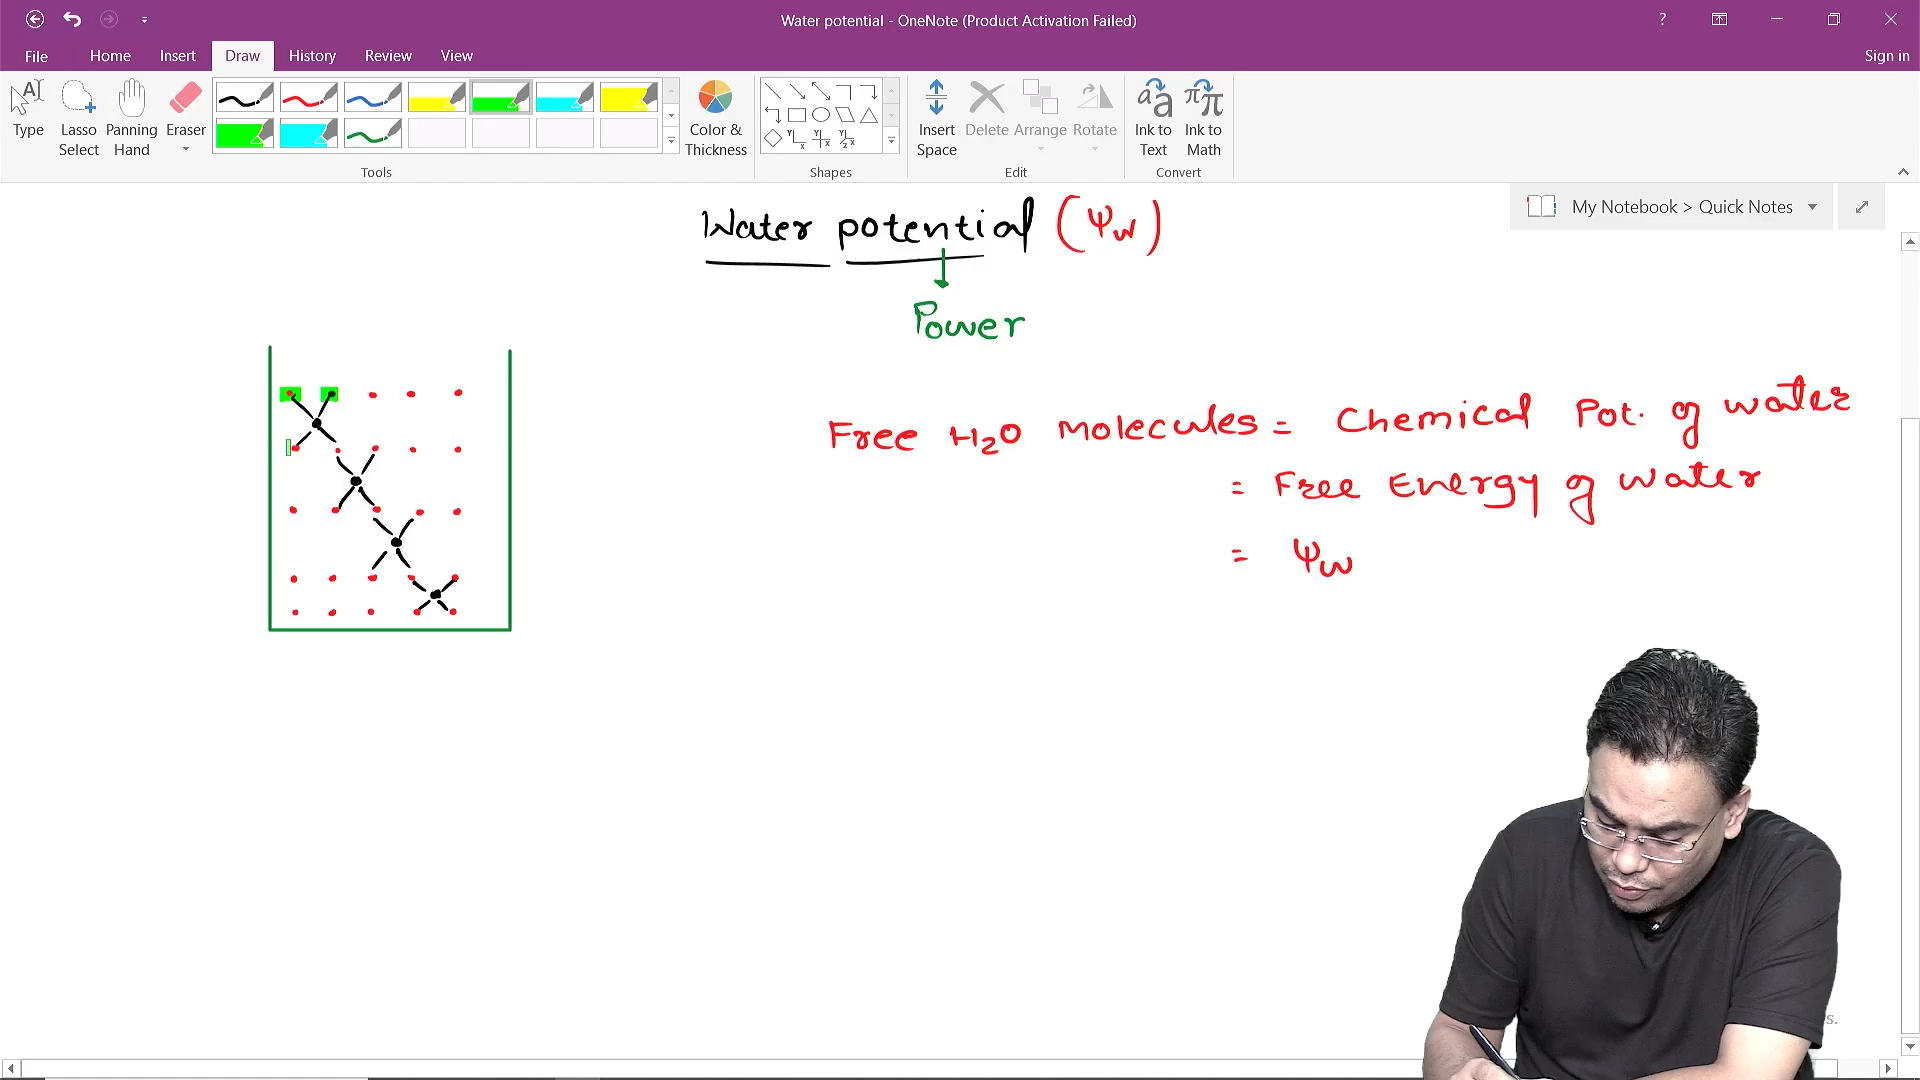 Water potential - OneNote (Product Activation Failed)
?
File Home Insert Draw History Review View
Sign in
Type
Lasso Select
Panning Hand
Eraser
Color & Thickness
Insert Space
Delete
Arrange
Rotate
Ink to Text
Ink to Math
Tools
Shapes
Edit
Convert
My Notebook > Quick Notes
Water potential (Ψw)
Power
Free H2O Molecules = Chemical Pot. of water
= Free Energy of water
= Ψw
s.